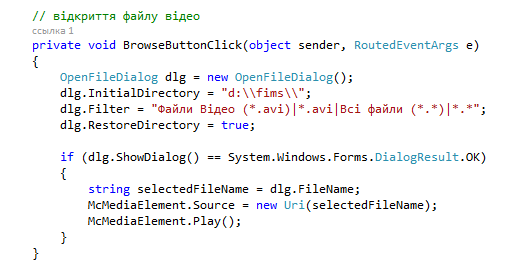 // відкриття файлу відео
ссылка 1
private void BrowseButtonClick(object sender, RoutedEventArgs e)
{
OpenFileDialog dlg = new OpenFileDialog();
dlg.InitialDirectory = "d:\\fims\\";
dlg.Filter = "Файли Відео (*.avi)|*.avi|Всі файли (*.*)|*.*";
dlg.RestoreDirectory = true;
if (dlg.ShowDialog() == System.Windows.Forms.DialogResult.OK)
{
string selectedFileName = dlg.FileName;
McMediaElement.Source = new Uri(selectedFileName);
McMediaElement.Play();
}
}